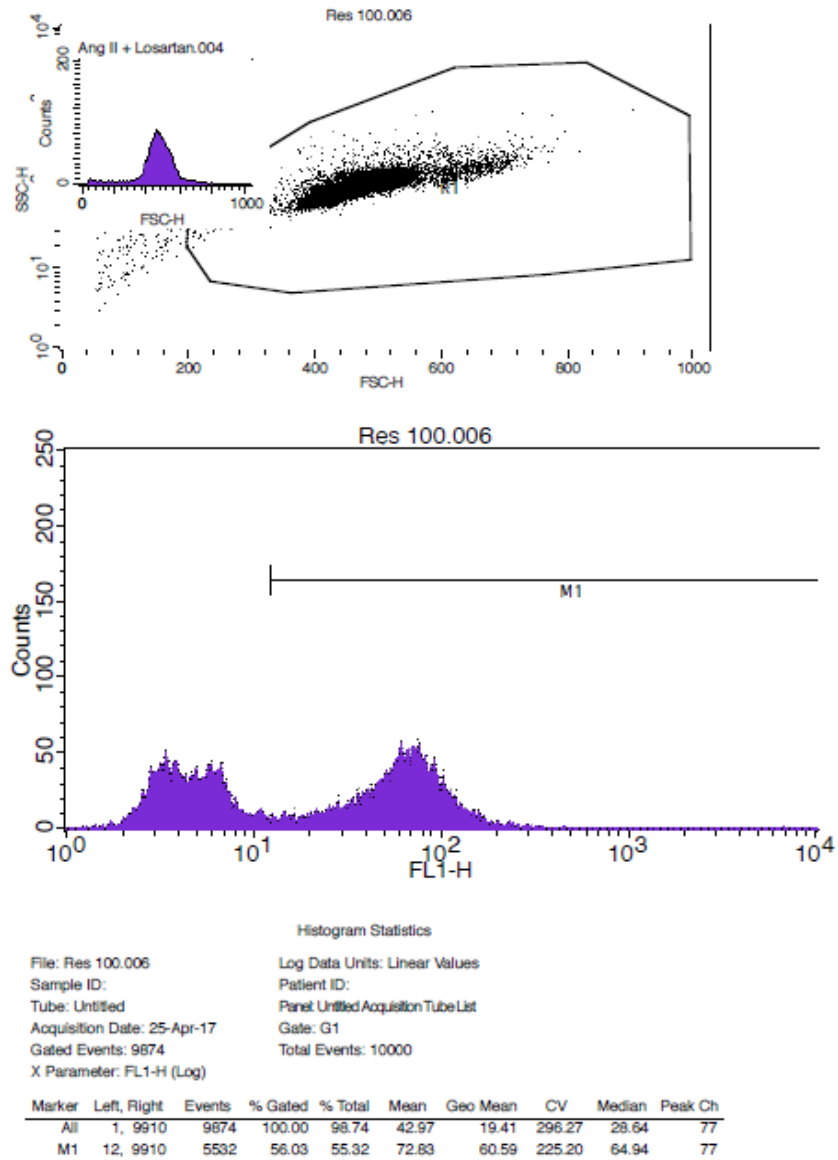 Res 100.006
Ang II + Losartan.004
10^4
200
Counts
0
0 1000
FSC-H
SSC-H
R1
10^1
10^0
0 200 400 600 800 1000
FSC-H
Res 100.006
250
200
150
100
50
0
Counts
M1
10^0 10^1 10^2 10^3 10^4
FL1-H
Histogram Statistics
File: Res 100.006 Log Data Units: Linear Values
Sample ID: Patient ID:
Tube: Untitled Panel: Untitled Acquisition Tube List
Acquisition Date: 25-Apr-17 Gate: G1
Gated Events: 9874 Total Events: 10000
X Parameter: FL1-H (Log)
Marker Left, Right Events % Gated % Total Mean Geo Mean CV Median Peak Ch
All 1, 9910 9874 100.00 98.74 42.97 19.41 296.27 28.64 77
M1 12, 9910 5532 56.03 55.32 72.83 60.59 225.20 64.94 77